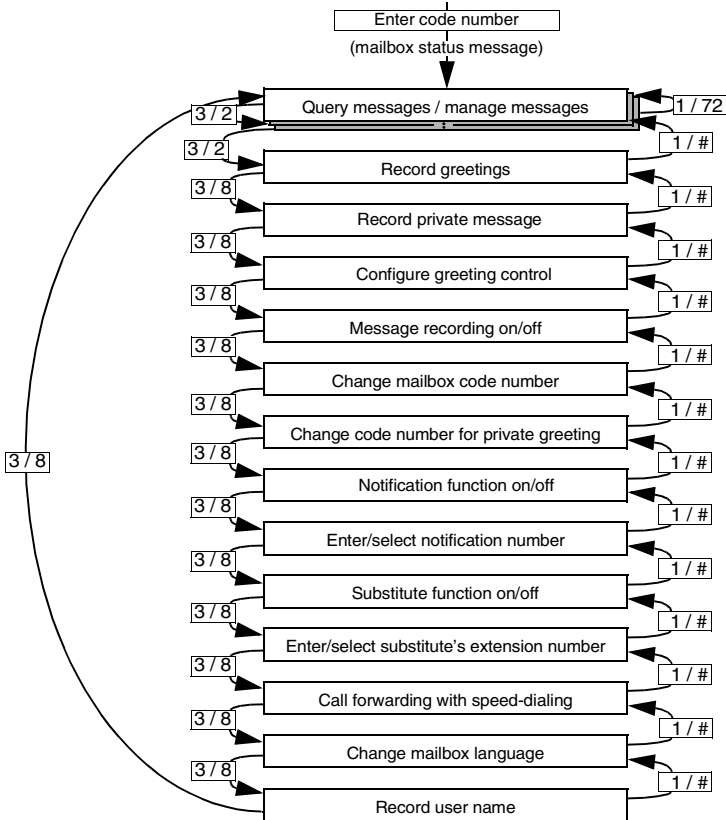 Enter code number
(mailbox status message)
Query messages / manage messages
3 / 2
1 / 72
3 / 2
1 / #
Record greetings
3 / 8
1 / #
Record private message
3 / 8
1 / #
Configure greeting control
3 / 8
1 / #
Message recording on/off
3 / 8
1 / #
Change mailbox code number
3 / 8
1 / #
Change code number for private greeting
3 / 8
3 / 8
1 / #
Notification function on/off
3 / 8
1 / #
Enter/select notification number
3 / 8
1 / #
Substitute function on/off
3 / 8
1 / #
Enter/select substitute's extension number
3 / 8
1 / #
Call forwarding with speed-dialing
3 / 8
1 / #
Change mailbox language
3 / 8
1 / #
Record user name